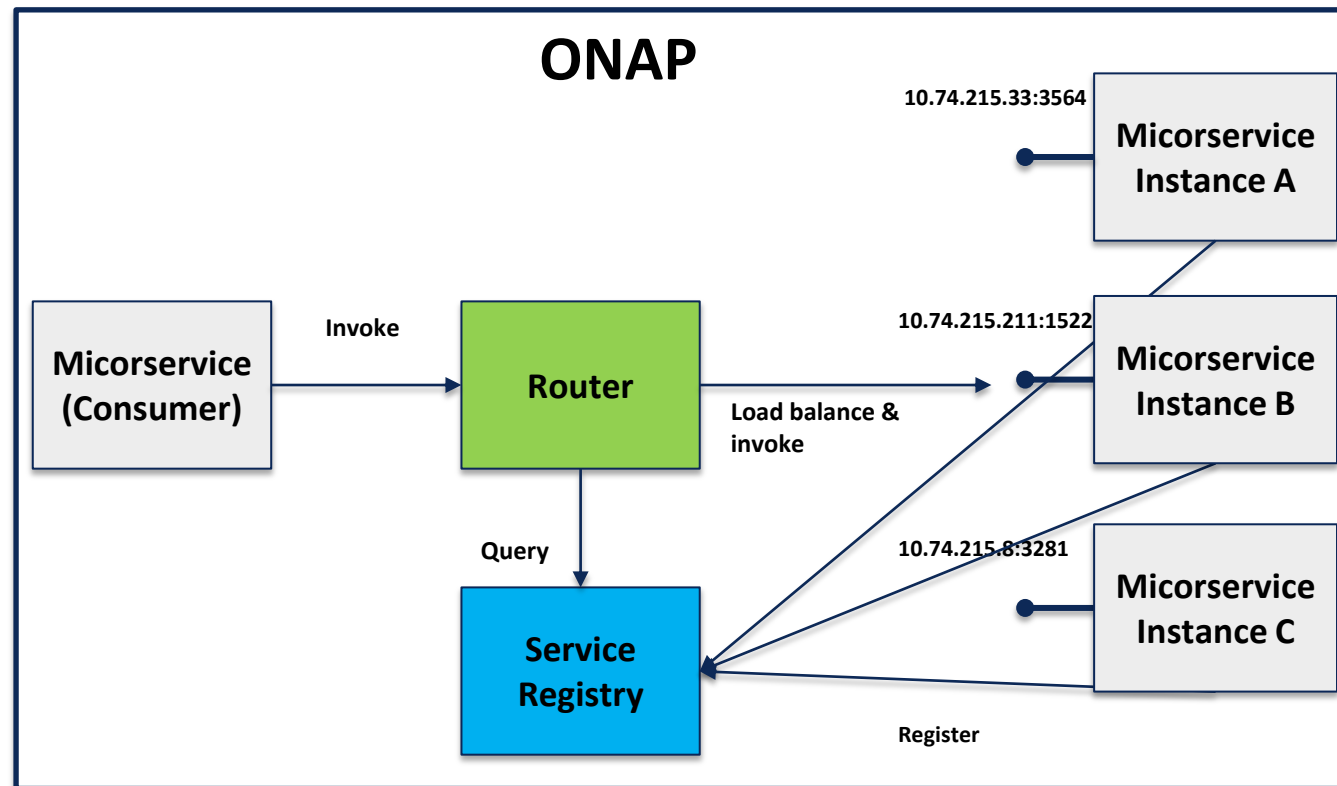 ONAP
10.74.215.33:3564
Micorservice
Instance A
Invoke
10.74.215.211:1522
Micorservice
(Consumer)
Router
Micorservice
Instance B
Load balance &
invoke
Query
10.74.215.8:3281
Micorservice
Instance C
Service
Registry
Register